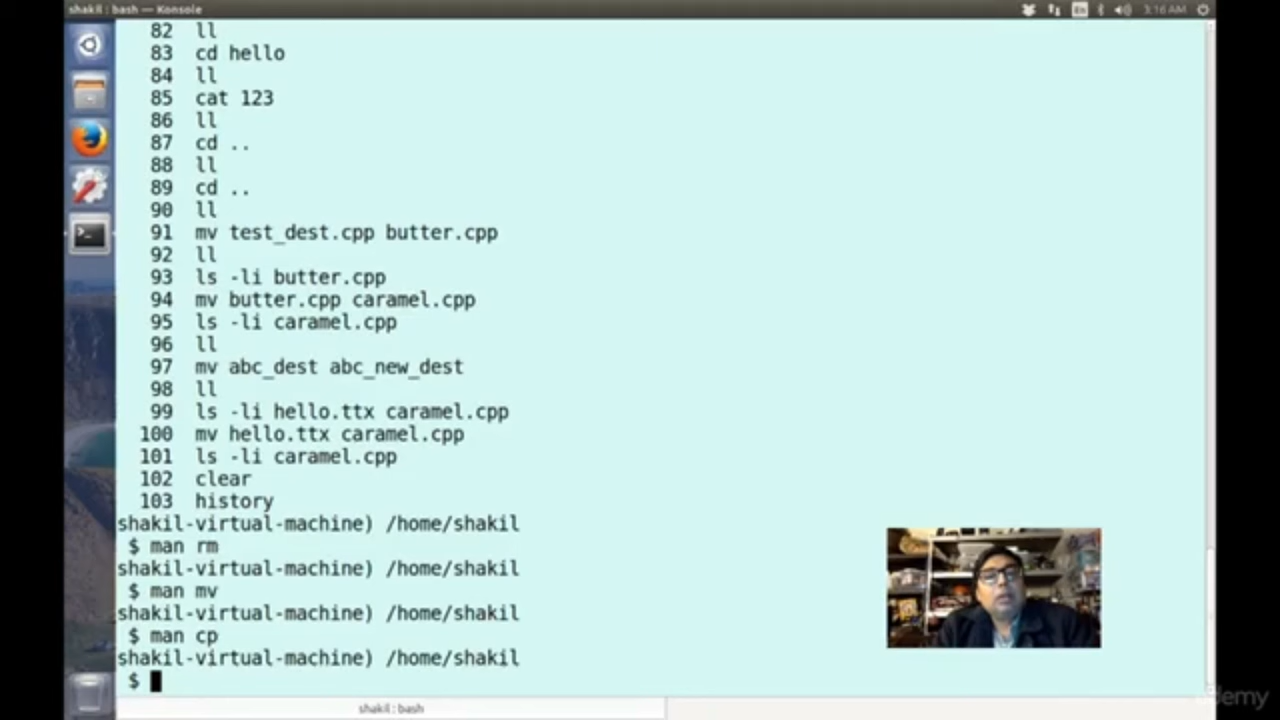 shakil : bash — Konsole
En
3:16 AM
82 ll
83 cd hello
84 ll
85 cat 123
86 ll
87 cd ..
88 ll
89 cd ..
90 ll
91 mv test_dest.cpp butter.cpp
92 ll
93 ls -li butter.cpp
94 mv butter.cpp caramel.cpp
95 ls -li caramel.cpp
96 ll
97 mv abc_dest abc_new_dest
98 ll
99 ls -li hello.ttx caramel.cpp
100 mv hello.ttx caramel.cpp
101 ls -li caramel.cpp
102 clear
103 history
shakil-virtual-machine) /home/shakil
$ man rm
shakil-virtual-machine) /home/shakil
$ man mv
shakil-virtual-machine) /home/shakil
$ man cp
shakil-virtual-machine) /home/shakil
$
shakil : bash
udemy